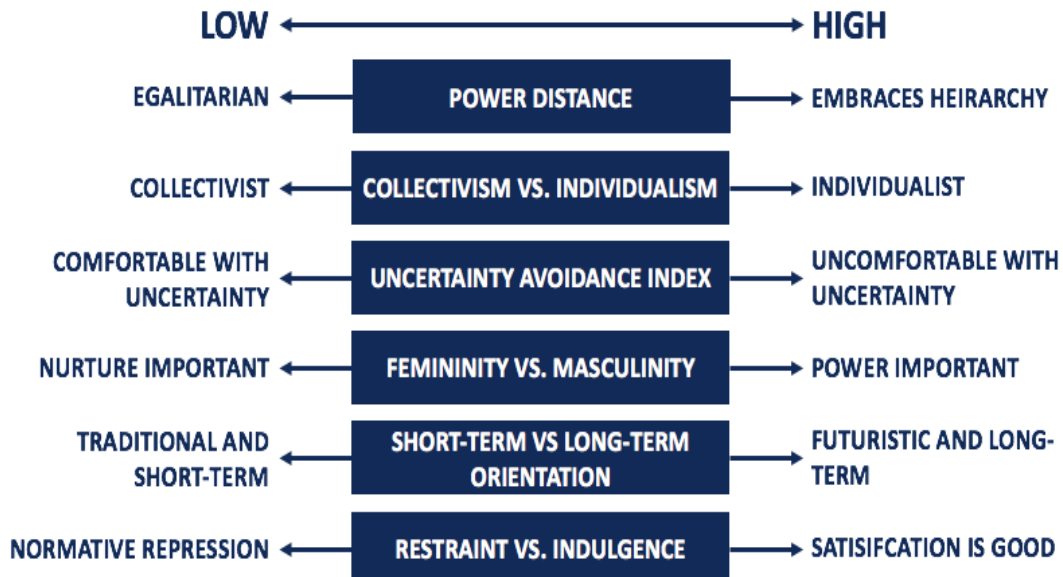 LOW HIGH
EGALITARIAN POWER DISTANCE EMBRACES HEIRARCHY
COLLECTIVIST COLLECTIVISM VS. INDIVIDUALISM INDIVIDUALIST
COMFORTABLE WITH
UNCERTAINTY
UNCERTAINTY AVOIDANCE INDEX
UNCOMFORTABLE WITH
UNCERTAINTY
NURTURE IMPORTANT FEMININITY VS. MASCULINITY POWER IMPORTANT
TRADITIONAL AND
SHORT-TERM
SHORT-TERM VS LONG-TERM
ORIENTATION
FUTURISTIC AND LONG-
TERM
NORMATIVE REPRESSION RESTRAINT VS. INDULGENCE SATISIFCATION IS GOOD